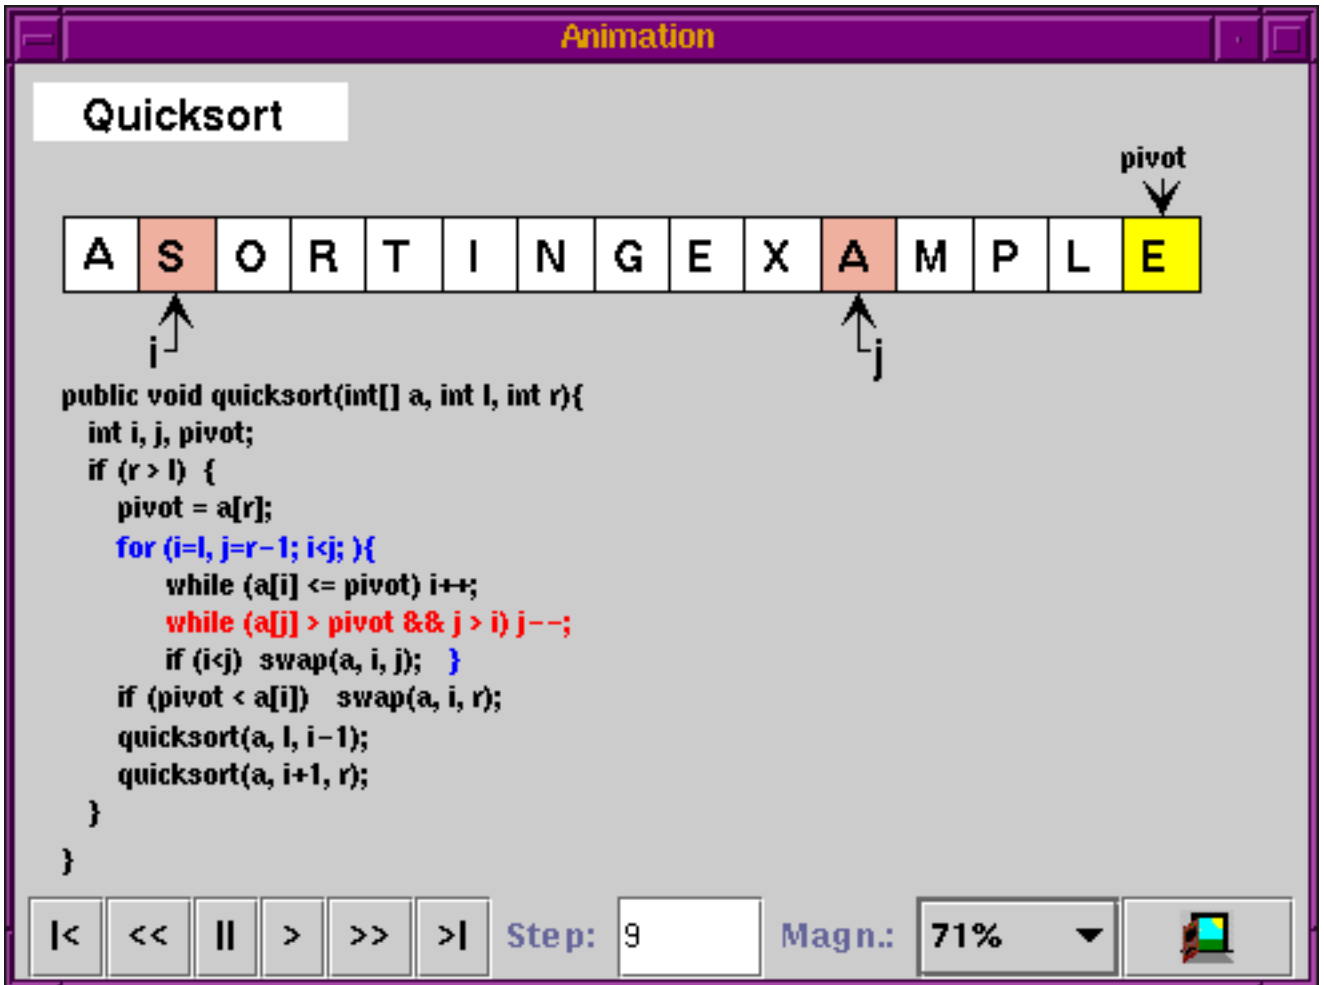 Animation
Quicksort
pivot
A S O R T I N G E X A M P L E
i j
public void quicksort(int[] a, int l, int r){
int i, j, pivot;
if (r > l) {
pivot = a[r];
for (i=l, j=r-1; i<j; ){
while (a[i] <= pivot) i++;
while (a[j] > pivot && j > i) j--;
if (i<j) swap(a, i, j); }
if (pivot < a[i]) swap(a, i, r);
quicksort(a, l, i-1);
quicksort(a, i+1, r);
}
}
|< << || > >> >| Step: 9 Magn.: 71%